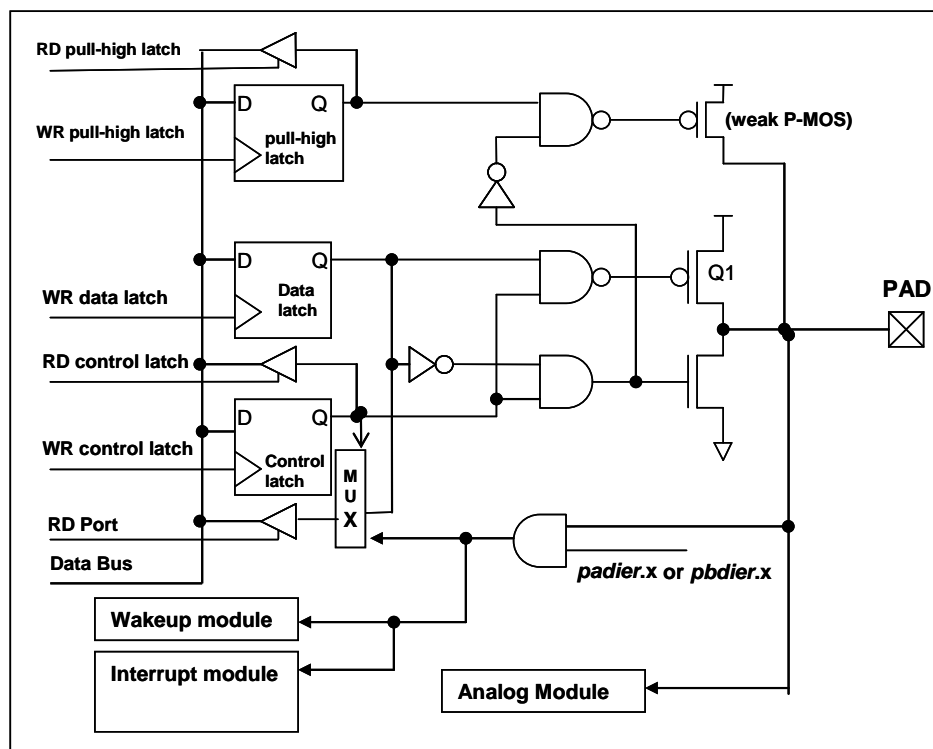 RD pull-high latch
D Q
pull-high
latch
(weak P-MOS)
WR pull-high latch
D Q
Data
latch
Q1
PAD
WR data latch
RD control latch
D Q
Control
latch
WR control latch
M
U
X
RD Port
Data Bus
padier.x or pbdier.x
Wakeup module
Interrupt module
Analog Module